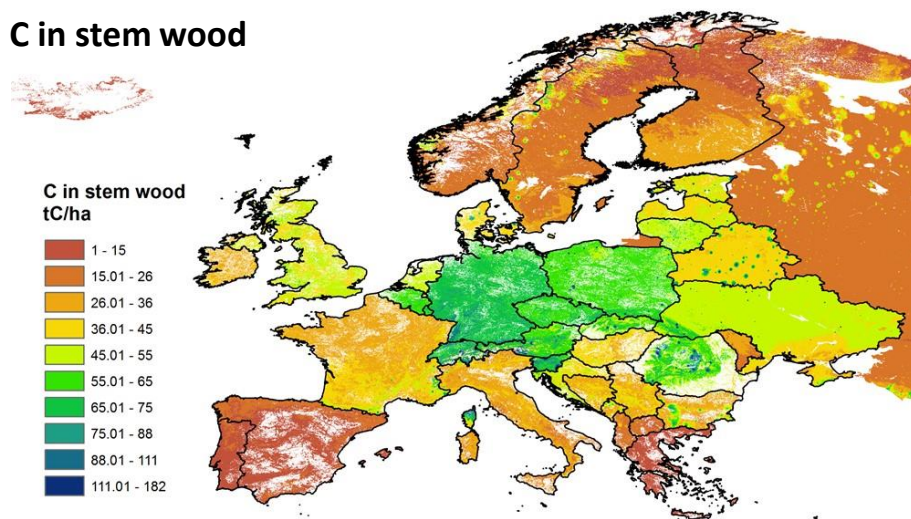 C in stem wood
C in stem wood
tC/ha
1 - 15
15.01 - 26
26.01 - 36
36.01 - 45
45.01 - 55
55.01 - 65
65.01 - 75
75.01 - 88
88.01 - 111
111.01 - 182